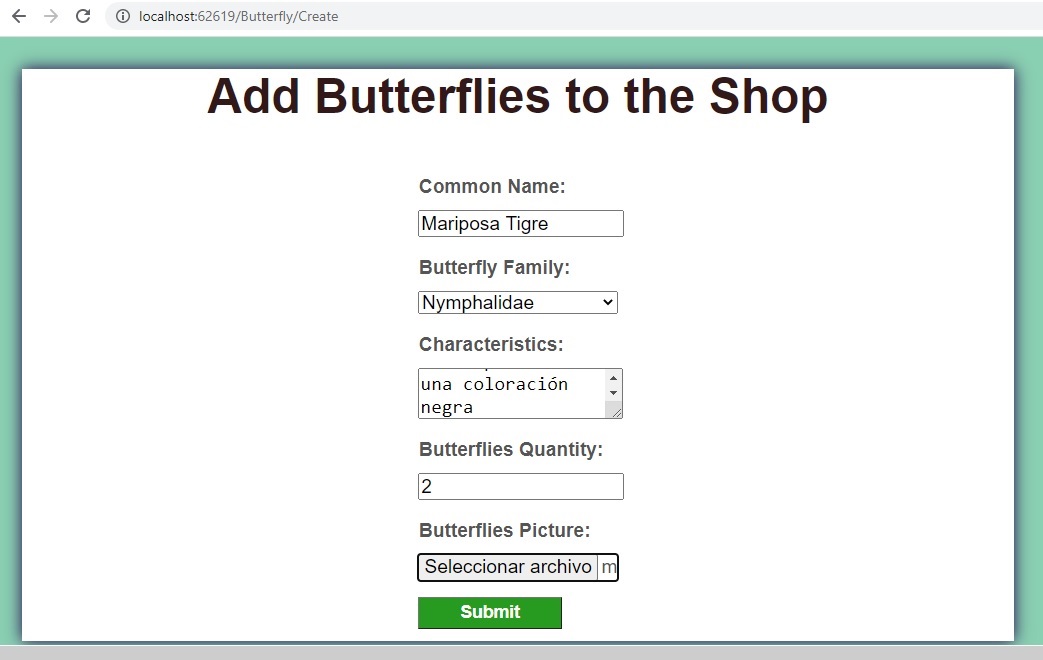 localhost:62619/Butterfly/Create
Add Butterflies to the Shop
Common Name:
Mariposa Tigre
Butterfly Family:
Nymphalidae
Characteristics:
una coloración
negra
Butterflies Quantity:
2
Butterflies Picture:
Seleccionar archivo m
Submit